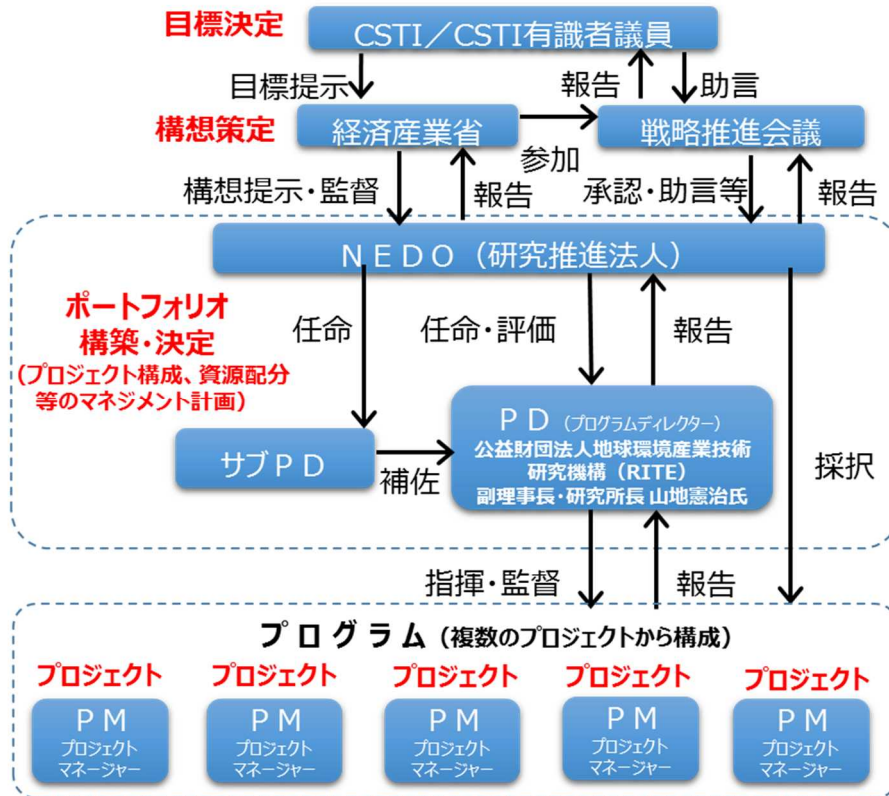 目標決定
CSTI／CSTI有識者議員
目標提示
報告
助言
構想策定
経済産業省
参加
戦略推進会議
構想提示・監督
報告
承認・助言等
報告
ＮＥＤＯ（研究推進法人）
ポートフォリオ
構築・決定
（プロジェクト構成、資源配分
等のマネジメント計画）
任命
任命・評価
報告
サブＰＤ
補佐
ＰＤ（プログラムディレクター）
公益財団法人地球環境産業技術
研究機構（RITE）
副理事長・研究所長 山地憲治氏
採択
指揮・監督
報告
プログラム（複数のプロジェクトから構成）
プロジェクト
プロジェクト
プロジェクト
プロジェクト
プロジェクト
ＰＭ
プロジェクト
マネージャー
ＰＭ
プロジェクト
マネージャー
ＰＭ
プロジェクト
マネージャー
ＰＭ
プロジェクト
マネージャー
ＰＭ
プロジェクト
マネージャー